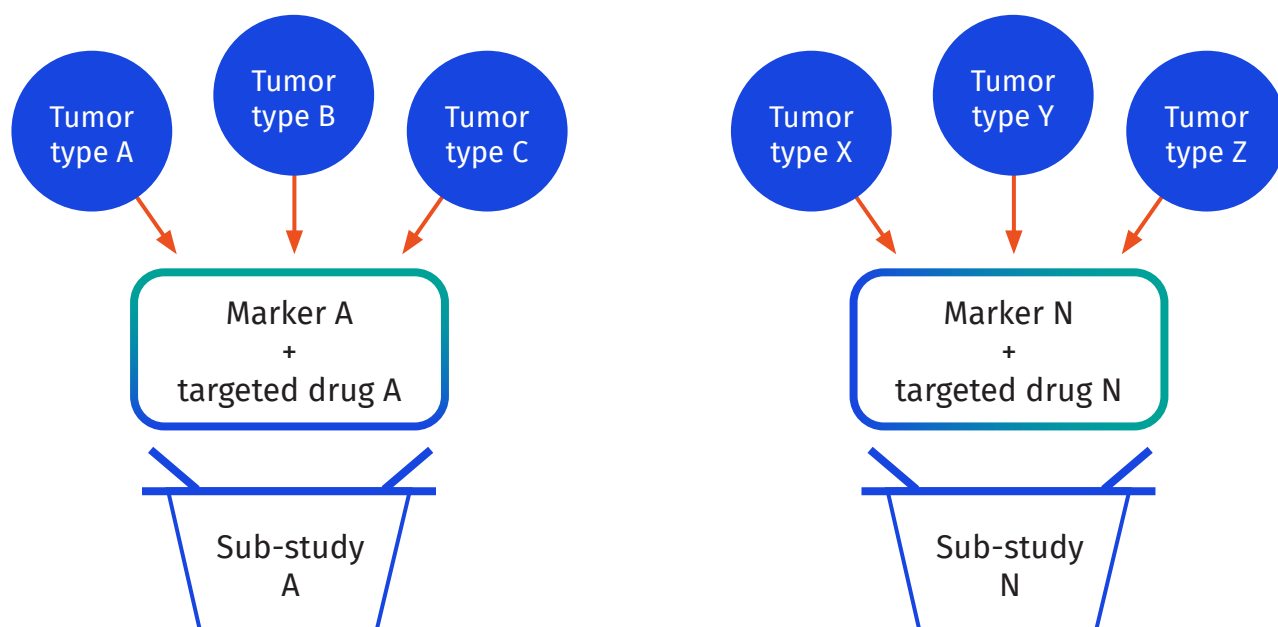 Tumor
type A
Tumor
type B
Tumor
type C
Marker A
+
targeted drug A
Sub-study
A
Tumor
type X
Tumor
type Y
Tumor
type Z
Marker N
+
targeted drug N
Sub-study
N